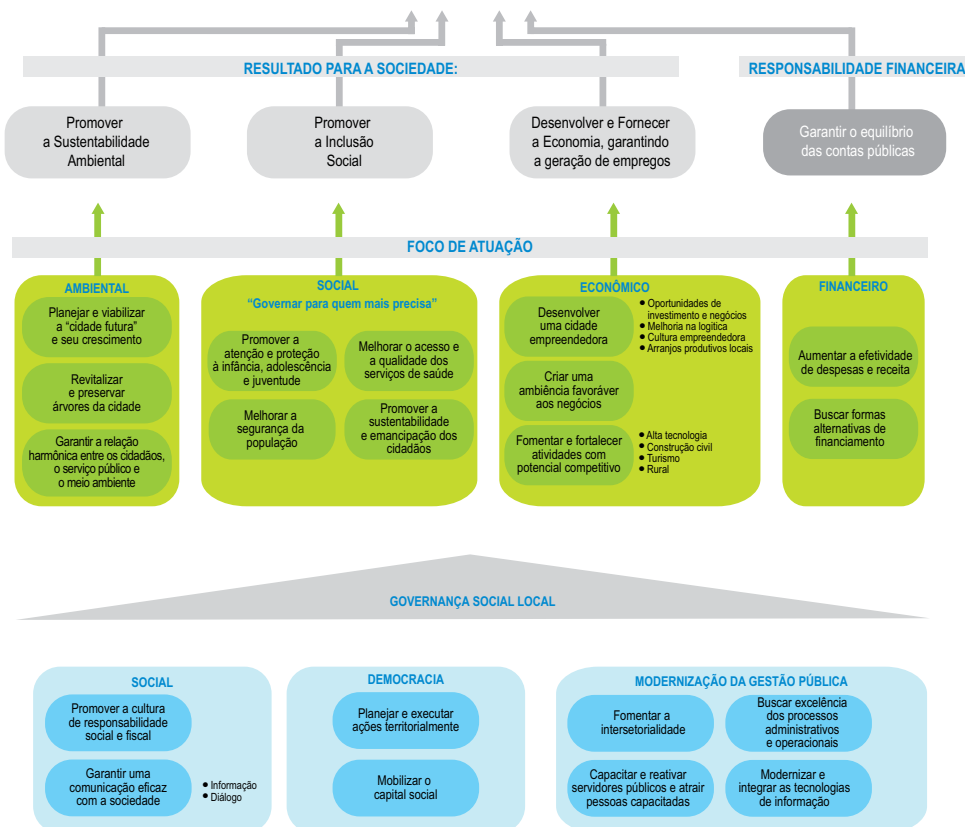 RESULTADO PARA A SOCIEDADE:
RESPONSABILIDADE FINANCEIRA
Promover
a Sustentabilidade
Ambiental
Promover
a Inclusão
Social
Desenvolver e Fornecer
a Economia, garantindo
a geração de empregos
Garantir o equilíbrio
das contas públicas
FOCO DE ATUAÇÃO
AMBIENTAL
Planejar e viabilizar
a “cidade futura”
e seu crescimento
Revitalizar
e preservar
árvores da cidade
Garantir a relação
harmônica entre os cidadãos,
o serviço público e
o meio ambiente
SOCIAL
“Governar para quem mais precisa”
Promover a
atenção e proteção
à infância, adolescência
e juventude
Melhorar o acesso e
a qualidade dos
serviços de saúde
Melhorar a
segurança da
população
Promover a
sustentabilidade
e emancipação dos
cidadãos
ECONÔMICO
Desenvolver
uma cidade
empreendedora
• Oportunidades de
investimento e negócios
• Melhoria na logitica
• Cultura empreendedora
• Arranjos produtivos locais
Criar uma
ambiência favoráver
aos negócios
Fomentar e fortalecer
atividades com
potencial competitivo
• Alta tecnologia
• Construção civil
• Turismo
• Rural
FINANCEIRO
Aumentar a efetividade
de despesas e receita
Buscar formas
alternativas de
financiamento
GOVERNANÇA SOCIAL LOCAL
SOCIAL
Promover a cultura
de responsabilidade
social e fiscal
Garantir uma
comunicação eficaz
com a sociedade
• Informação
• Diálogo
DEMOCRACIA
Planejar e executar
ações territorialmente
Mobilizar o
capital social
MODERNIZAÇÃO DA GESTÃO PÚBLICA
Fomentar a
intersetorialidade
Buscar excelência
dos processos
administrativos
e operacionais
Capacitar e reativar
servidores públicos e atrair
pessoas capacitadas
Modernizar e
integrar as tecnologias
de informação